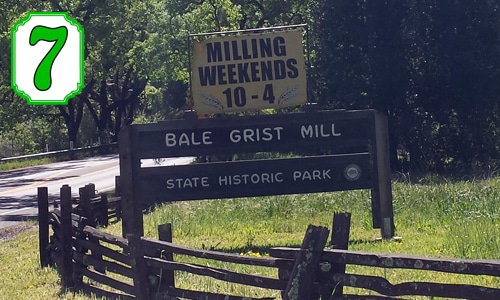 7
MILLING
WEEKENDS
10 - 4
BALE GRIST MILL
STATE HISTORIC PARK